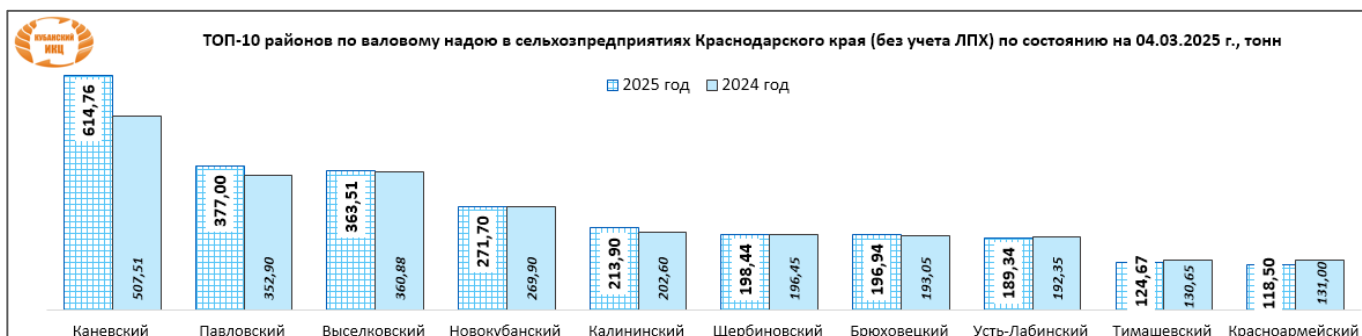 КУБАНСКИЙ
ИКЦ
ТОП-10 районов по валовому надою в сельхозпредприятиях Краснодарского края (без учета ЛПХ) по состоянию на 04.03.2025 г., тонн
2025 год 2024 год
614,76 507,51 377,00 352,90 363,51 360,88 271,70 269,90 213,90 202,60 198,44 196,45 196,94 193,05 189,34 192,35 124,67 130,65 118,50 131,00
Каневский Павловский Выселковский Новокубанский Калининский Щербиновский Брюховецкий Усть-Лабинский Тимашевский Красноармейский